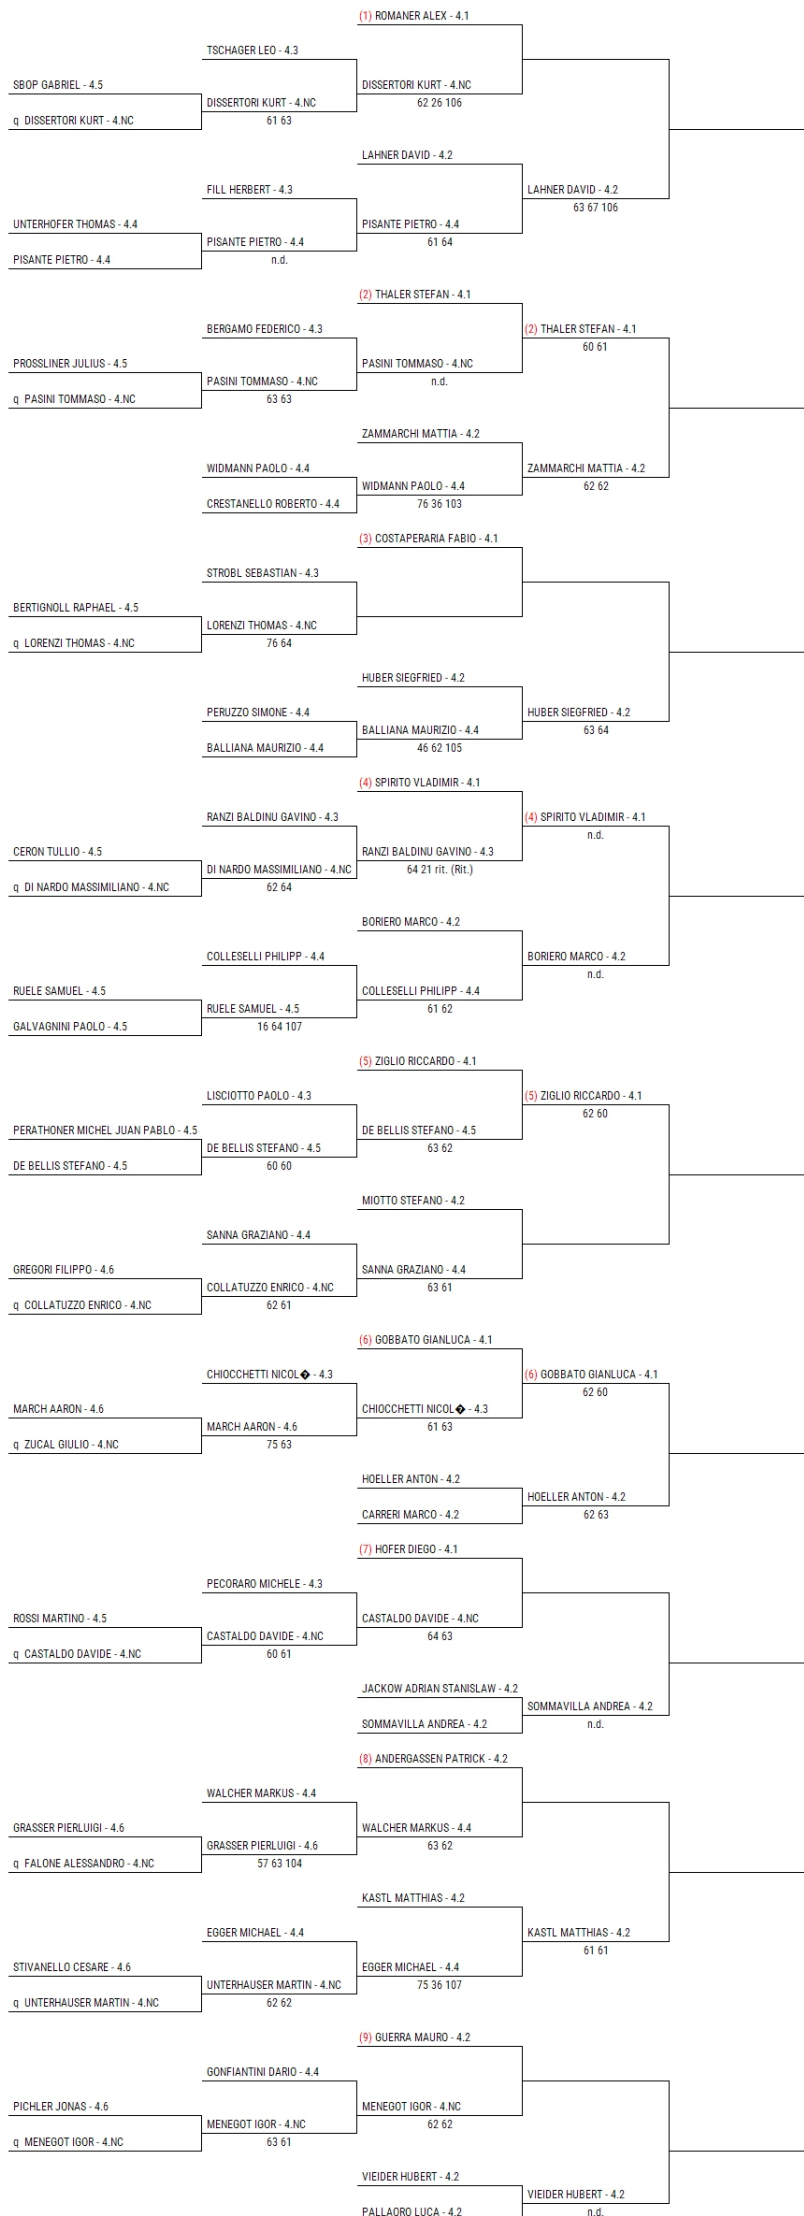 (1) ROMANER ALEX - 4.1
TSCHAGER LEO - 4.3
SBOP GABRIEL - 4.5
DISSERTORI KURT - 4.NC
DISSERTORI KURT - 4.NC
62 26 106
q DISSERTORI KURT - 4.NC
61 63
LAHNER DAVID - 4.2
FILL HERBERT - 4.3
LAHNER DAVID - 4.2
63 67 106
UNTERHOFER THOMAS - 4.4
PISANTE PIETRO - 4.4
61 64
PISANTE PIETRO - 4.4
n.d.
PISANTE PIETRO - 4.4
(2) THALER STEFAN - 4.1
BERGAMO FEDERICO - 4.3
(2) THALER STEFAN - 4.1
60 61
PROSSLINER JULIUS - 4.5
PASINI TOMMASO - 4.NC
n.d.
PASINI TOMMASO - 4.NC
63 63
q PASINI TOMMASO - 4.NC
ZAMMARCHI MATTIA - 4.2
WIDMANN PAOLO - 4.4
ZAMMARCHI MATTIA - 4.2
62 62
WIDMANN PAOLO - 4.4
76 36 103
CRESTANELLO ROBERTO - 4.4
(3) COSTAPERARIA FABIO - 4.1
STROBL SEBASTIAN - 4.3
BERTIGNOLL RAPHAEL - 4.5
LORENZI THOMAS - 4.NC
76 64
q LORENZI THOMAS - 4.NC
HUBER SIEGFRIED - 4.2
PERUZZO SIMONE - 4.4
HUBER SIEGFRIED - 4.2
63 64
BALLIANA MAURIZIO - 4.4
46 62 105
BALLIANA MAURIZIO - 4.4
(4) SPIRITO VLADIMIR - 4.1
RANZI BALDINU GAVINO - 4.3
(4) SPIRITO VLADIMIR - 4.1
n.d.
CERON TULLIO - 4.5
RANZI BALDINU GAVINO - 4.3
64 21 rit. (Rit.)
DI NARDO MASSIMILIANO - 4.NC
62 64
q DI NARDO MASSIMILIANO - 4.NC
BORIERO MARCO - 4.2
COLLESELLI PHILIPP - 4.4
BORIERO MARCO - 4.2
n.d.
RUELE SAMUEL - 4.5
COLLESELLI PHILIPP - 4.4
61 62
RUELE SAMUEL - 4.5
16 64 107
GALVAGNINI PAOLO - 4.5
(5) ZIGLIO RICCARDO - 4.1
LISCIOTTO PAOLO - 4.3
(5) ZIGLIO RICCARDO - 4.1
62 60
PERATHONER MICHEL JUAN PABLO - 4.5
DE BELLIS STEFANO - 4.5
63 62
DE BELLIS STEFANO - 4.5
60 60
DE BELLIS STEFANO - 4.5
MIOTTO STEFANO - 4.2
SANNA GRAZIANO - 4.4
GREGORI FILIPPO - 4.6
SANNA GRAZIANO - 4.4
63 61
COLLATUZZO ENRICO - 4.NC
62 61
q COLLATUZZO ENRICO - 4.NC
(6) GOBBATO GIANLUCA - 4.1
CHIOCCHETTI NICOL� - 4.3
(6) GOBBATO GIANLUCA - 4.1
62 60
MARCH AARON - 4.6
CHIOCCHETTI NICOL� - 4.3
61 63
MARCH AARON - 4.6
75 63
q ZUCAL GIULIO - 4.NC
HOELLER ANTON - 4.2
HOELLER ANTON - 4.2
62 63
CARRERI MARCO - 4.2
(7) HOFER DIEGO - 4.1
PECORARO MICHELE - 4.3
ROSSI MARTINO - 4.5
CASTALDO DAVIDE - 4.NC
64 63
CASTALDO DAVIDE - 4.NC
60 61
q CASTALDO DAVIDE - 4.NC
JACKOW ADRIAN STANISLAW - 4.2
SOMMAVILLA ANDREA - 4.2
n.d.
SOMMAVILLA ANDREA - 4.2
(8) ANDERGASSEN PATRICK - 4.2
WALCHER MARKUS - 4.4
GRASSER PIERLUIGI - 4.6
WALCHER MARKUS - 4.4
63 62
GRASSER PIERLUIGI - 4.6
57 63 104
q FALONE ALESSANDRO - 4.NC
KASTL MATTHIAS - 4.2
EGGER MICHAEL - 4.4
KASTL MATTHIAS - 4.2
61 61
STIVANELLO CESARE - 4.6
EGGER MICHAEL - 4.4
75 36 107
UNTERHAUSER MARTIN - 4.NC
62 62
q UNTERHAUSER MARTIN - 4.NC
(9) GUERRA MAURO - 4.2
GONFIANTINI DARIO - 4.4
PICHLER JONAS - 4.6
MENEGOT IGOR - 4.NC
62 62
MENEGOT IGOR - 4.NC
63 61
q MENEGOT IGOR - 4.NC
VIEIDER HUBERT - 4.2
VIEIDER HUBERT - 4.2
n.d.
PALLAORO LUCA - 4.2